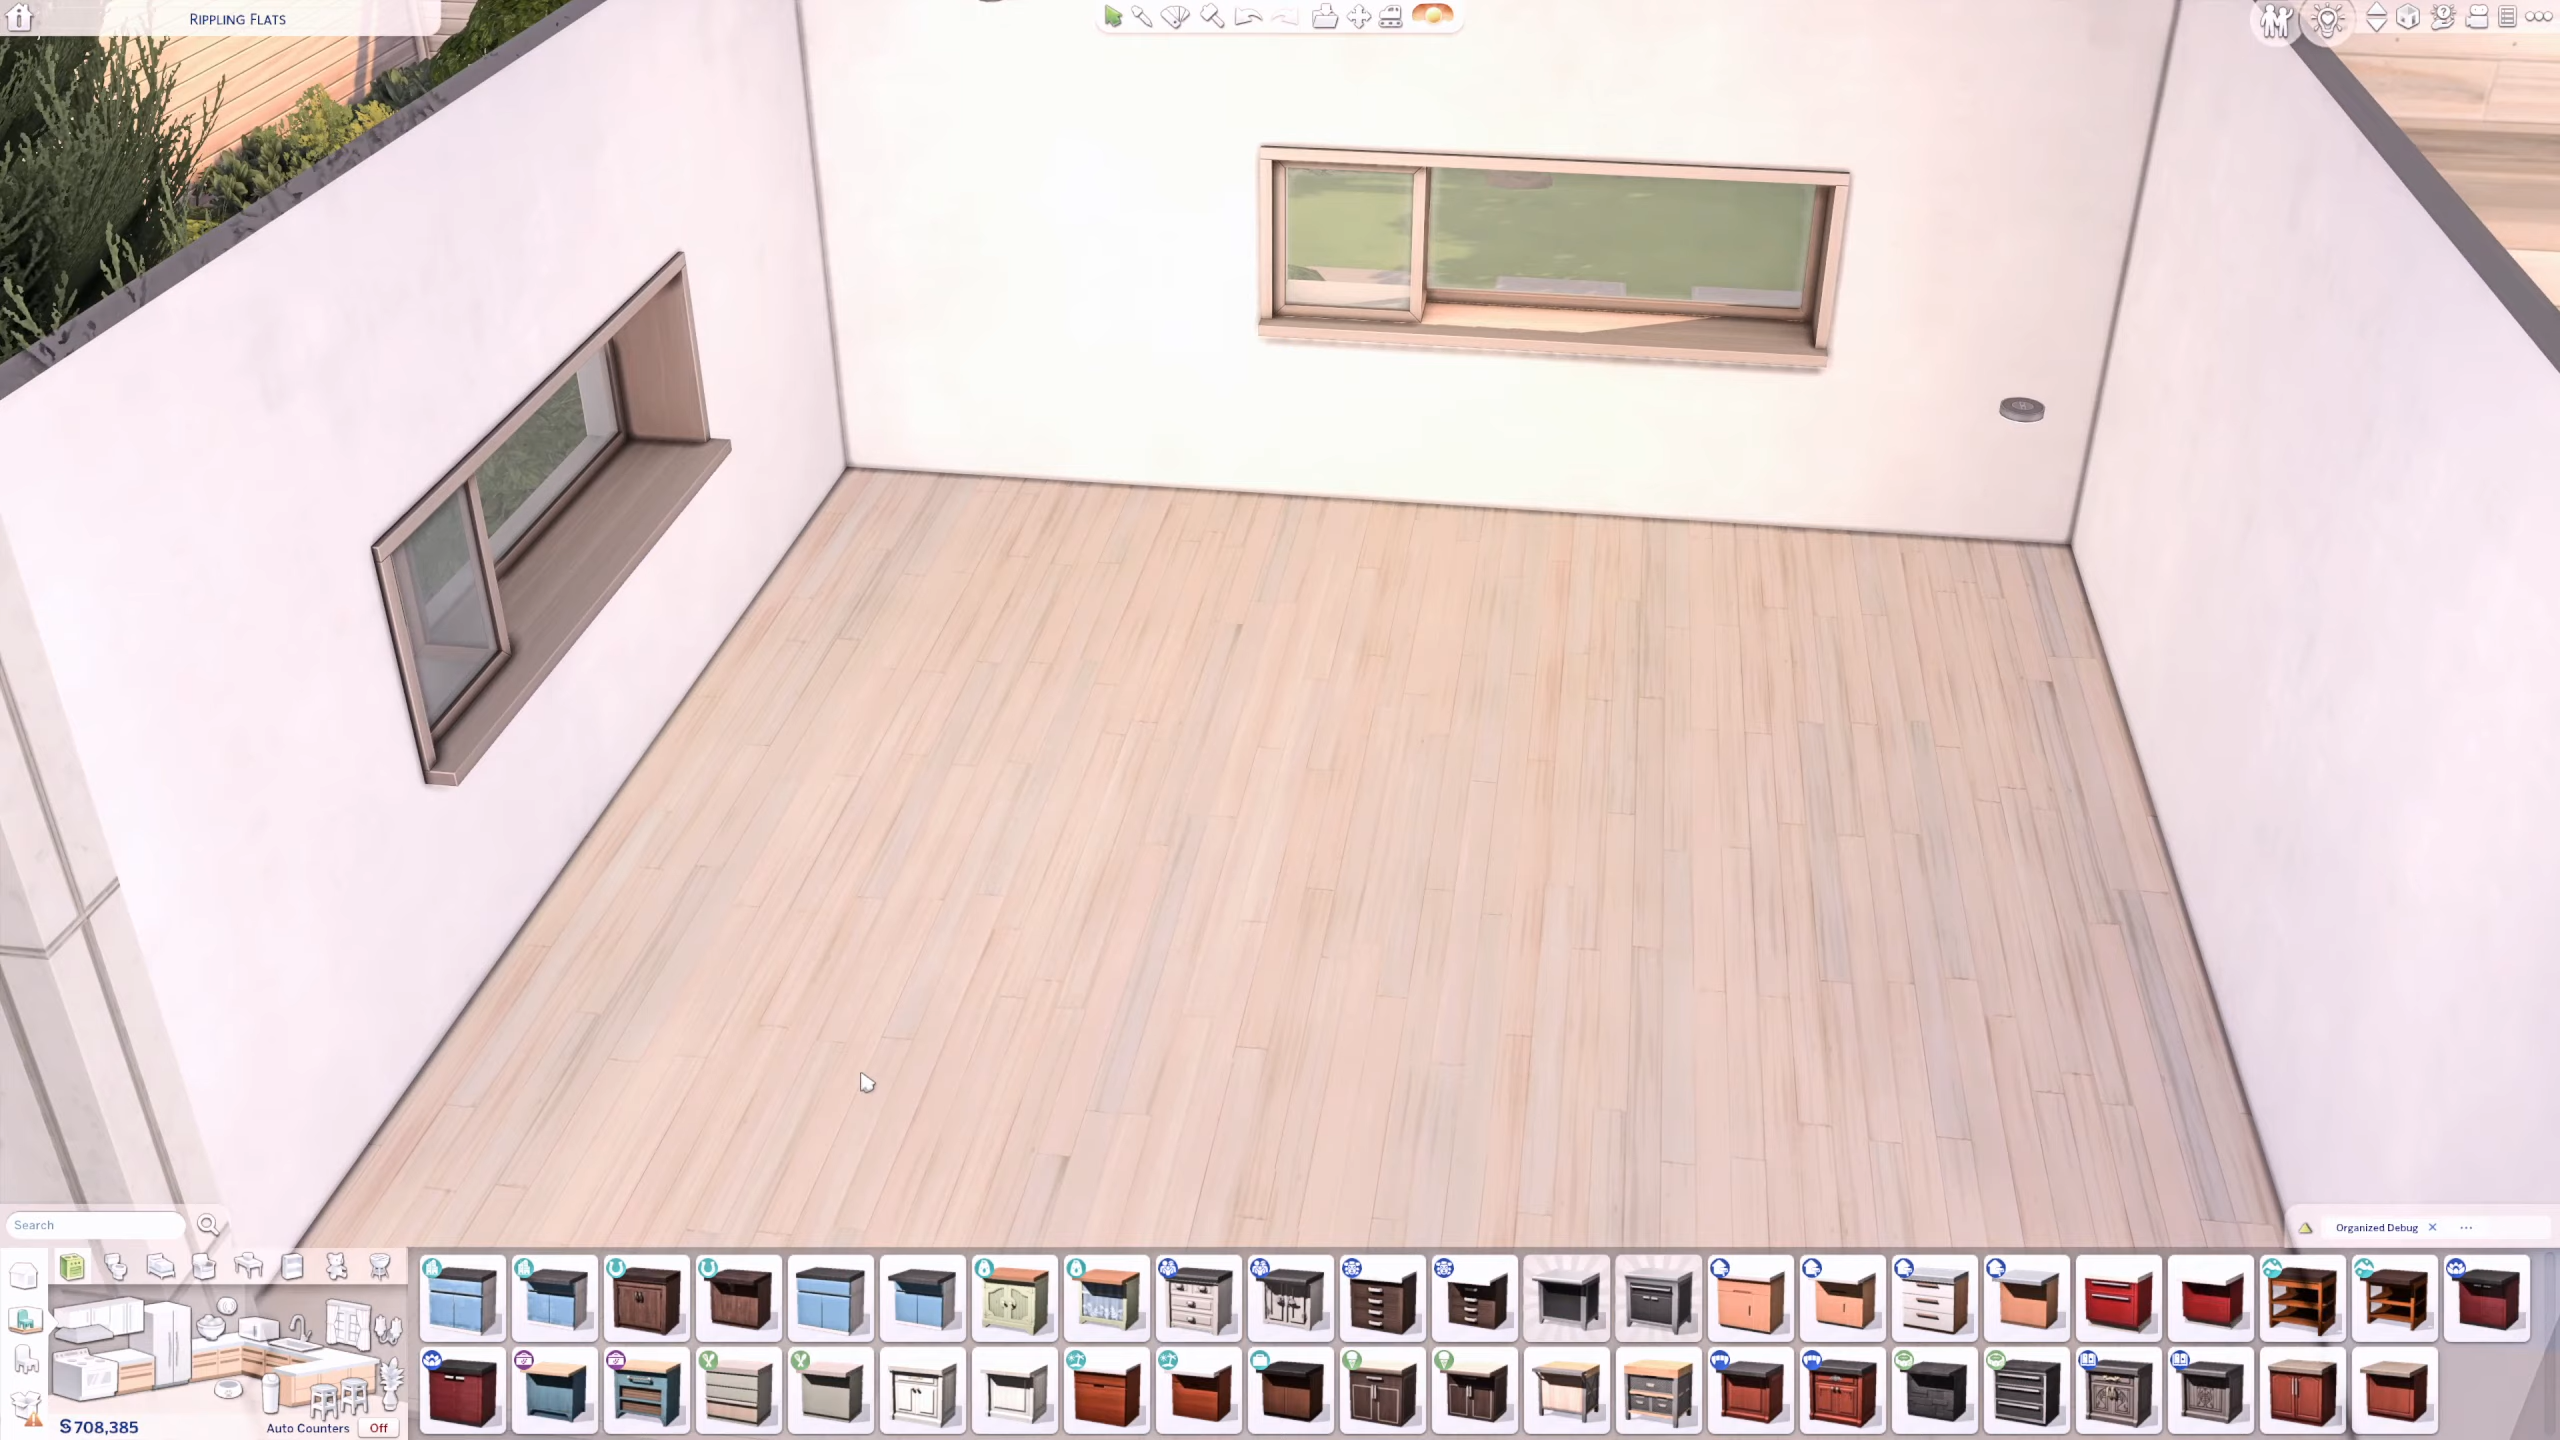 RIPPLING FLATS
Search
Organized Debug
§708,385
Auto Counters Off